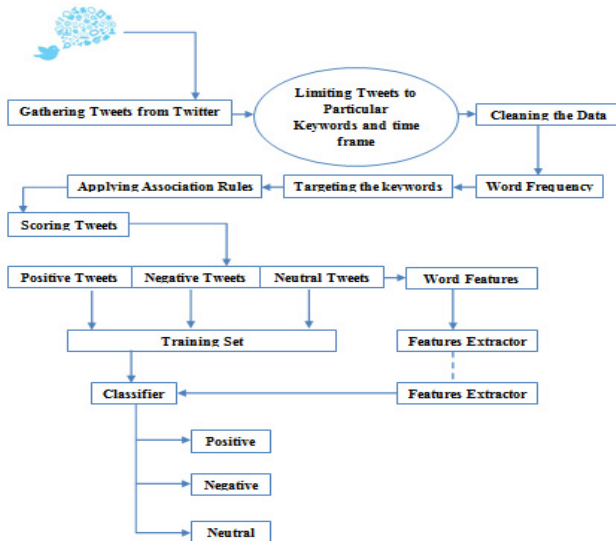 Gathering Tweets from Twitter
Limiting Tweets to
Particular
Keywords and time
frame
Cleaning the Data
Applying Association Rules
Targeting the keywords
Word Frequency
Scoring Tweets
Positive Tweets
Negative Tweets
Neutral Tweets
Word Features
Training Set
Features Extractor
Classifier
Features Extractor
Positive
Negative
Neutral